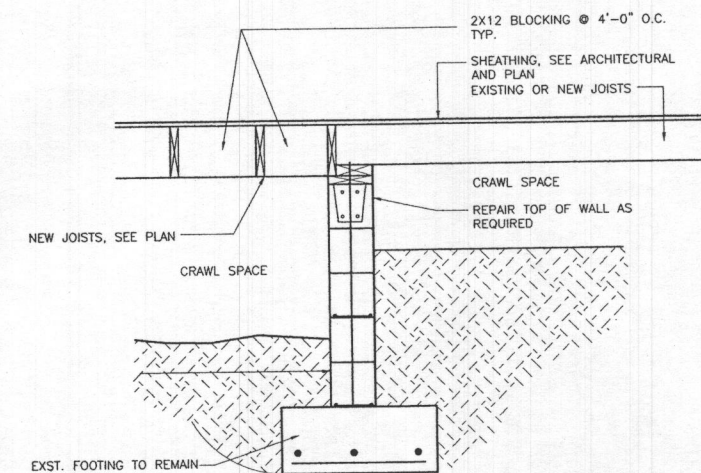 2X12 BLOCKING @ 4'-0" O.C.
TYP.
SHEATHING, SEE ARCHITECTURAL
AND PLAN
EXISTING OR NEW JOISTS
CRAWL SPACE
REPAIR TOP OF WALL AS
REQUIRED
NEW JOISTS, SEE PLAN
CRAWL SPACE
EXST. FOOTING TO REMAIN